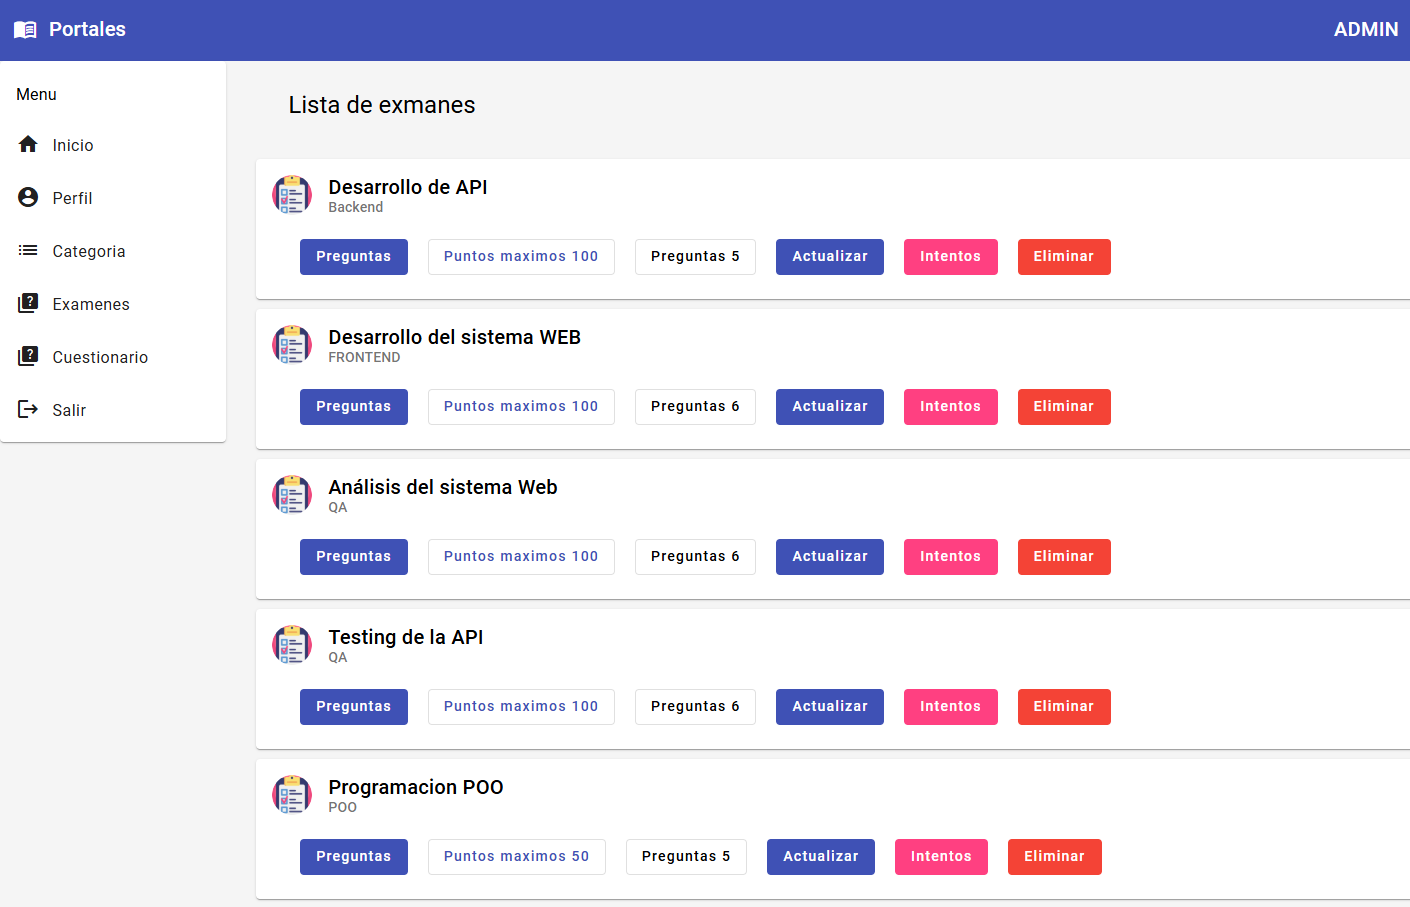 Portales
ADMIN
Menu
Inicio
Perfil
Categoria
Examenes
Cuestionario
Salir
Lista de exmanes
Desarrollo de API
Backend
Preguntas Puntos maximos 100 Preguntas 5 Actualizar Intentos Eliminar
Desarrollo del sistema WEB
FRONTEND
Preguntas Puntos maximos 100 Preguntas 6 Actualizar Intentos Eliminar
Análisis del sistema Web
QA
Preguntas Puntos maximos 100 Preguntas 6 Actualizar Intentos Eliminar
Testing de la API
QA
Preguntas Puntos maximos 100 Preguntas 6 Actualizar Intentos Eliminar
Programacion POO
POO
Preguntas Puntos maximos 50 Preguntas 5 Actualizar Intentos Eliminar